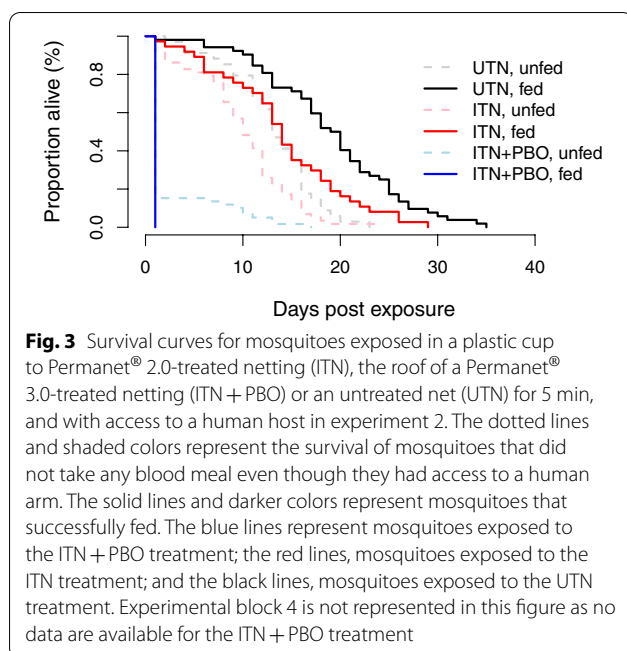 Proportion alive (%)
0.8
0.4
0.0
UTN, unfed
UTN, fed
ITN, unfed
ITN, fed
ITN+PBO, unfed
ITN+PBO, fed
0 10 20 30 40
Days post exposure
Fig. 3 Survival curves for mosquitoes exposed in a plastic cup
to Permanet® 2.0-treated netting (ITN), the roof of a Permanet®
3.0-treated netting (ITN + PBO) or an untreated net (UTN) for 5 min,
and with access to a human host in experiment 2. The dotted lines
and shaded colors represent the survival of mosquitoes that did
not take any blood meal even though they had access to a human
arm. The solid lines and darker colors represent mosquitoes that
successfully fed. The blue lines represent mosquitoes exposed to
the ITN + PBO treatment; the red lines, mosquitoes exposed to the
ITN treatment; and the black lines, mosquitoes exposed to the UTN
treatment. Experimental block 4 is not represented in this figure as no
data are available for the ITN + PBO treatment